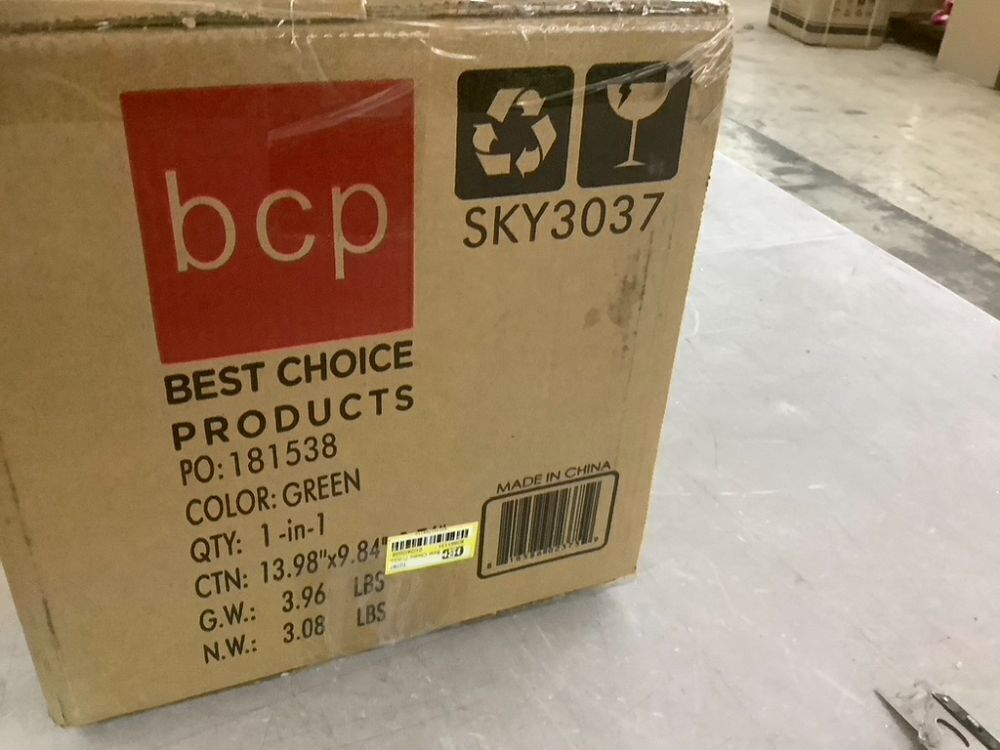 bcp
SKY3037
BEST CHOICE
PRODUCTS
PO: 181538
COLOR: GREEN
QTY: 1-in-1
CTN: 13.98"x9.84"
G.W.: 3.96 LBS
N.W.: 3.08 LBS
MADE IN CHINA